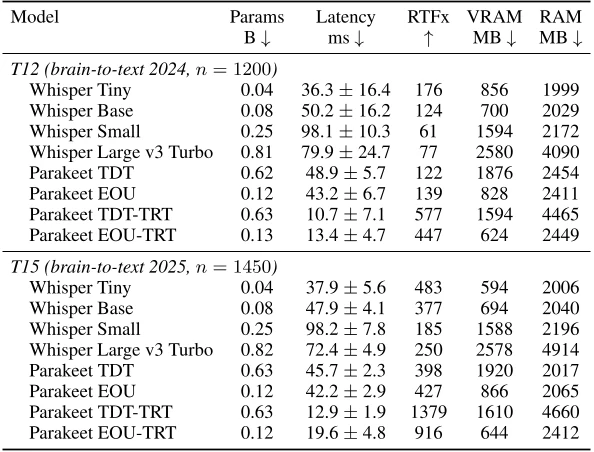 Model Params Latency RTFx VRAM RAM
B ↓ ms ↓ ↑ MB ↓ MB ↓
T12 (brain-to-text 2024, n = 1200)
Whisper Tiny 0.04 36.3 ± 16.4 176 856 1999
Whisper Base 0.08 50.2 ± 16.2 124 700 2029
Whisper Small 0.25 98.1 ± 10.3 61 1594 2172
Whisper Large v3 Turbo 0.81 79.9 ± 24.7 77 2580 4090
Parakeet TDT 0.62 48.9 ± 5.7 122 1876 2454
Parakeet EOU 0.12 43.2 ± 6.7 139 828 2411
Parakeet TDT-TRT 0.63 10.7 ± 7.1 577 1594 4465
Parakeet EOU-TRT 0.13 13.4 ± 4.7 447 624 2449
T15 (brain-to-text 2025, n = 1450)
Whisper Tiny 0.04 37.9 ± 5.6 483 594 2006
Whisper Base 0.08 47.9 ± 4.1 377 694 2040
Whisper Small 0.25 98.2 ± 7.8 185 1588 2196
Whisper Large v3 Turbo 0.82 72.4 ± 4.9 250 2578 4914
Parakeet TDT 0.63 45.7 ± 2.3 398 1920 2017
Parakeet EOU 0.12 42.2 ± 2.9 427 866 2065
Parakeet TDT-TRT 0.63 12.9 ± 1.9 1379 1610 4660
Parakeet EOU-TRT 0.12 19.6 ± 4.8 916 644 2412